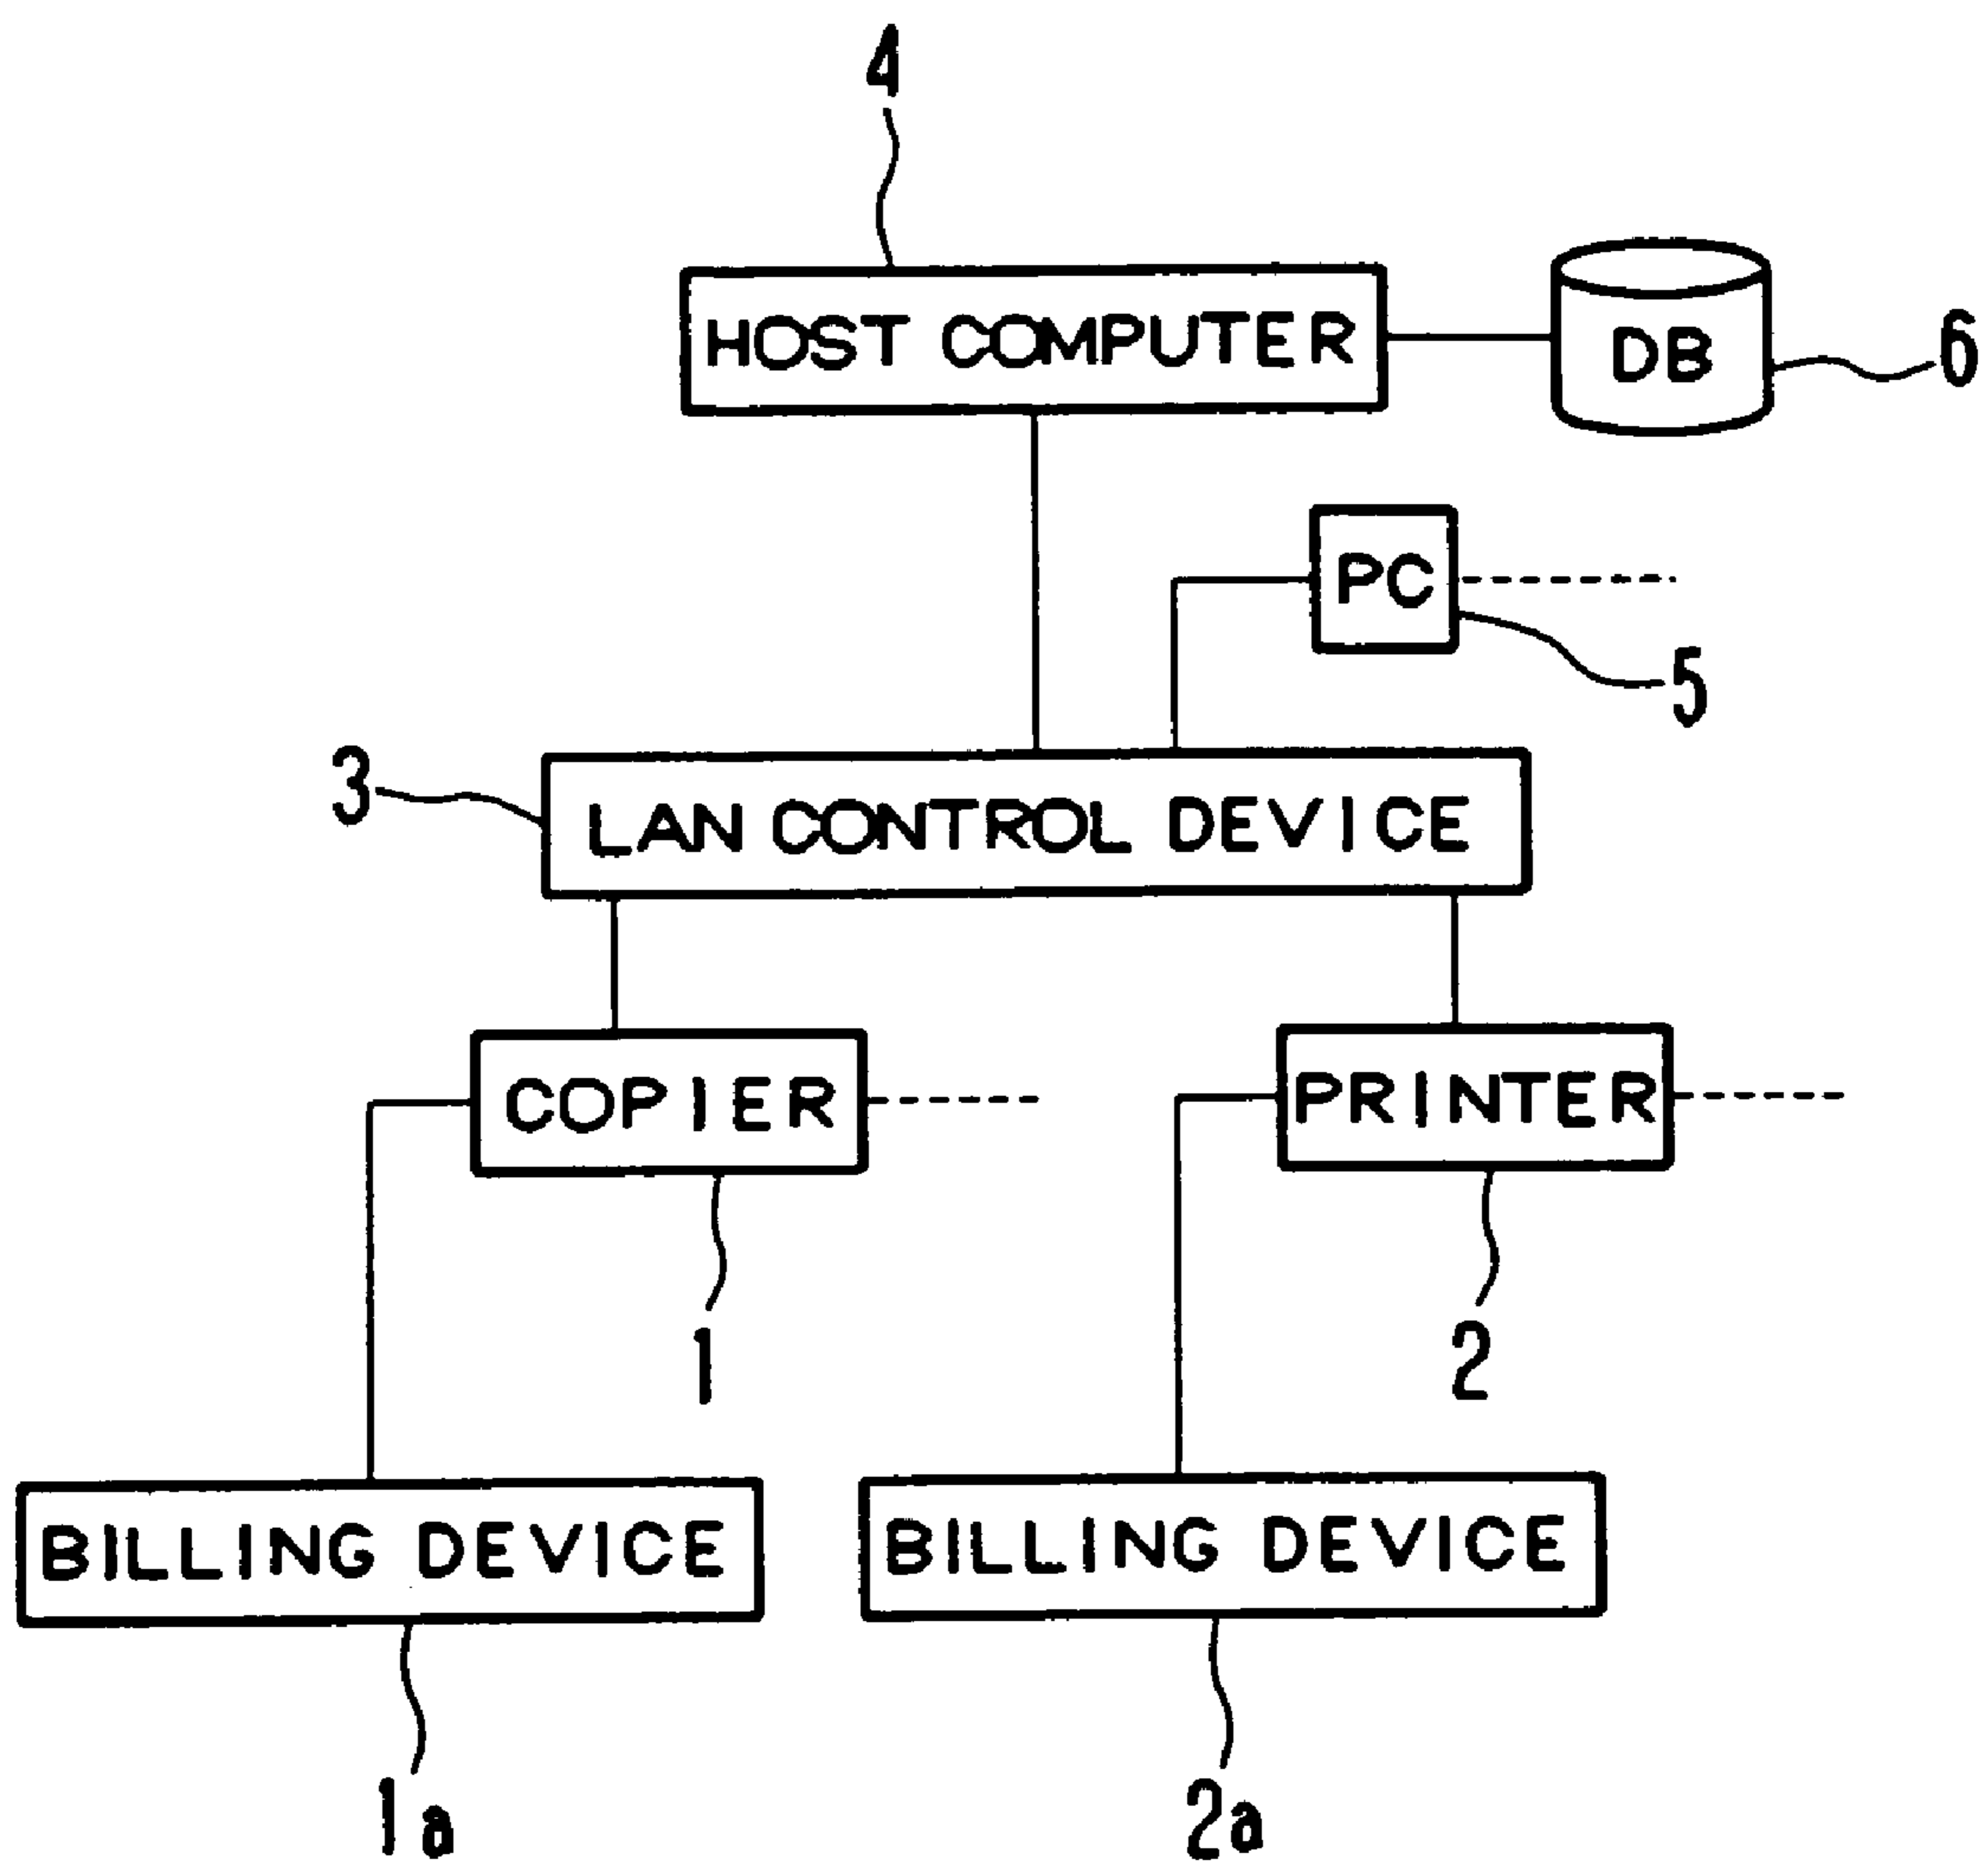 4
HOST COMPUTER
DB
6
PC
5
3
LAN CONTROL DEVICE
COPIER
PRINTER
1
2
BILLING DEVICE
BILLING DEVICE
1a
2a